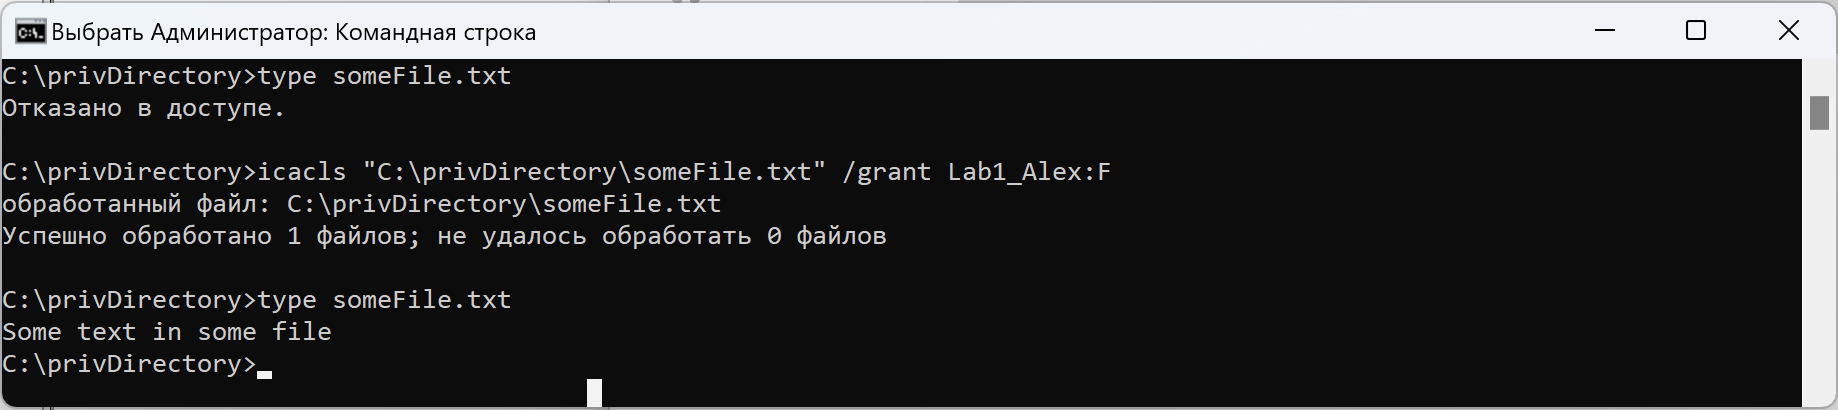 Выбрать Администратор: Командная строка
C:\privDirectory>type someFile.txt
Отказано в доступе.
C:\privDirectory>icacls "C:\privDirectory\someFile.txt" /grant Lab1_Alex:F
обработанный файл: C:\privDirectory\someFile.txt
Успешно обработано 1 файлов; не удалось обработать 0 файлов
C:\privDirectory>type someFile.txt
Some text in some file
C:\privDirectory>